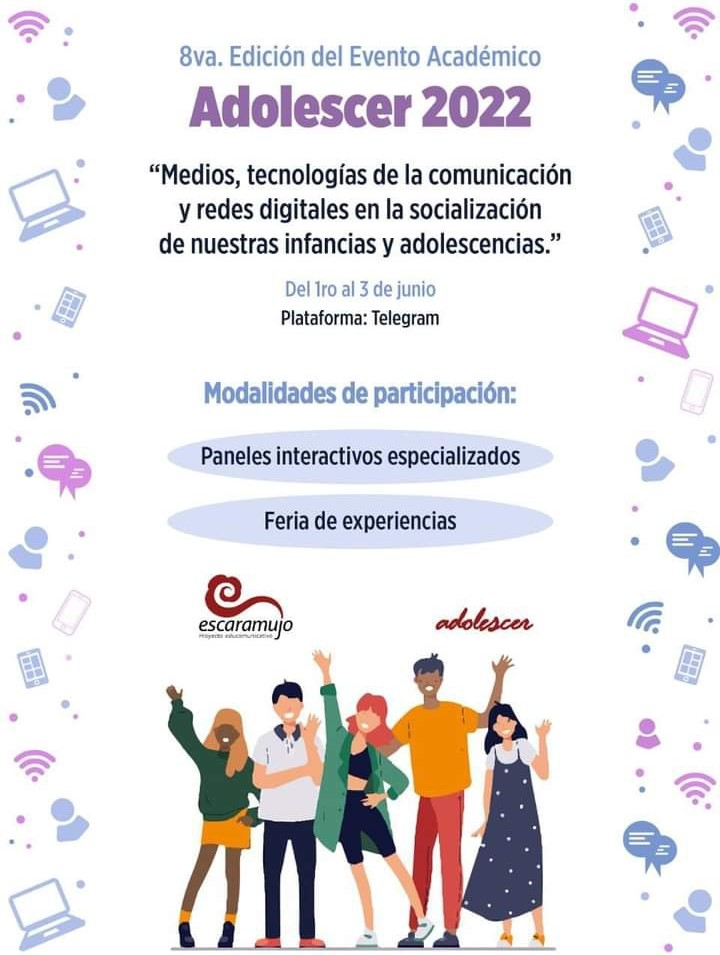 8va. Edición del Evento Académico
Adolescer 2022
“Medios, tecnologías de la comunicación
y redes digitales en la socialización
de nuestras infancias y adolescencias.”
Del 1ro al 3 de junio
Plataforma: Telegram
Modalidades de participación:
Paneles interactivos especializados
Feria de experiencias
escaramujo
Proyecto educomunicativo
adolescer